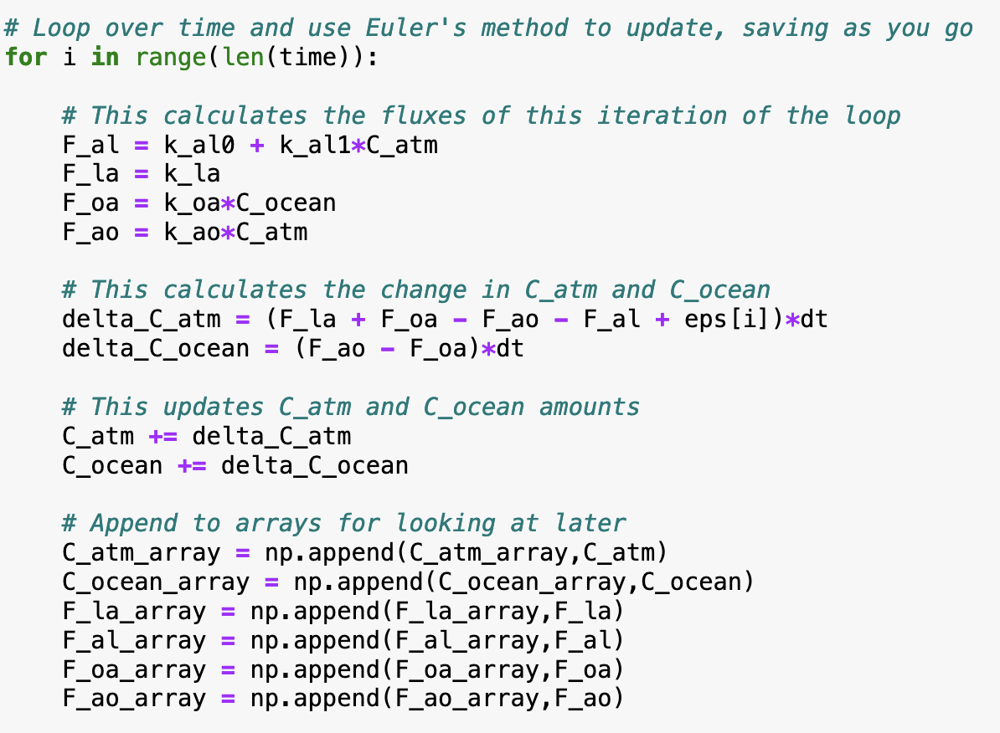 # Loop over time and use Euler's method to update, saving as you go
for i in range(len(time)):
# This calculates the fluxes of this iteration of the loop
F_al = k_al0 + k_al1*C_atm
F_la = k_la
F_oa = k_oa*C_ocean
F_ao = k_ao*C_atm
# This calculates the change in C_atm and C_ocean
delta_C_atm = (F_la + F_oa - F_ao - F_al + eps[i])*dt
delta_C_ocean = (F_ao - F_oa)*dt
# This updates C_atm and C_ocean amounts
C_atm += delta_C_atm
C_ocean += delta_C_ocean
# Append to arrays for looking at later
C_atm_array = np.append(C_atm_array,C_atm)
C_ocean_array = np.append(C_ocean_array,C_ocean)
F_la_array = np.append(F_la_array,F_la)
F_al_array = np.append(F_al_array,F_al)
F_oa_array = np.append(F_oa_array,F_oa)
F_ao_array = np.append(F_ao_array,F_ao)